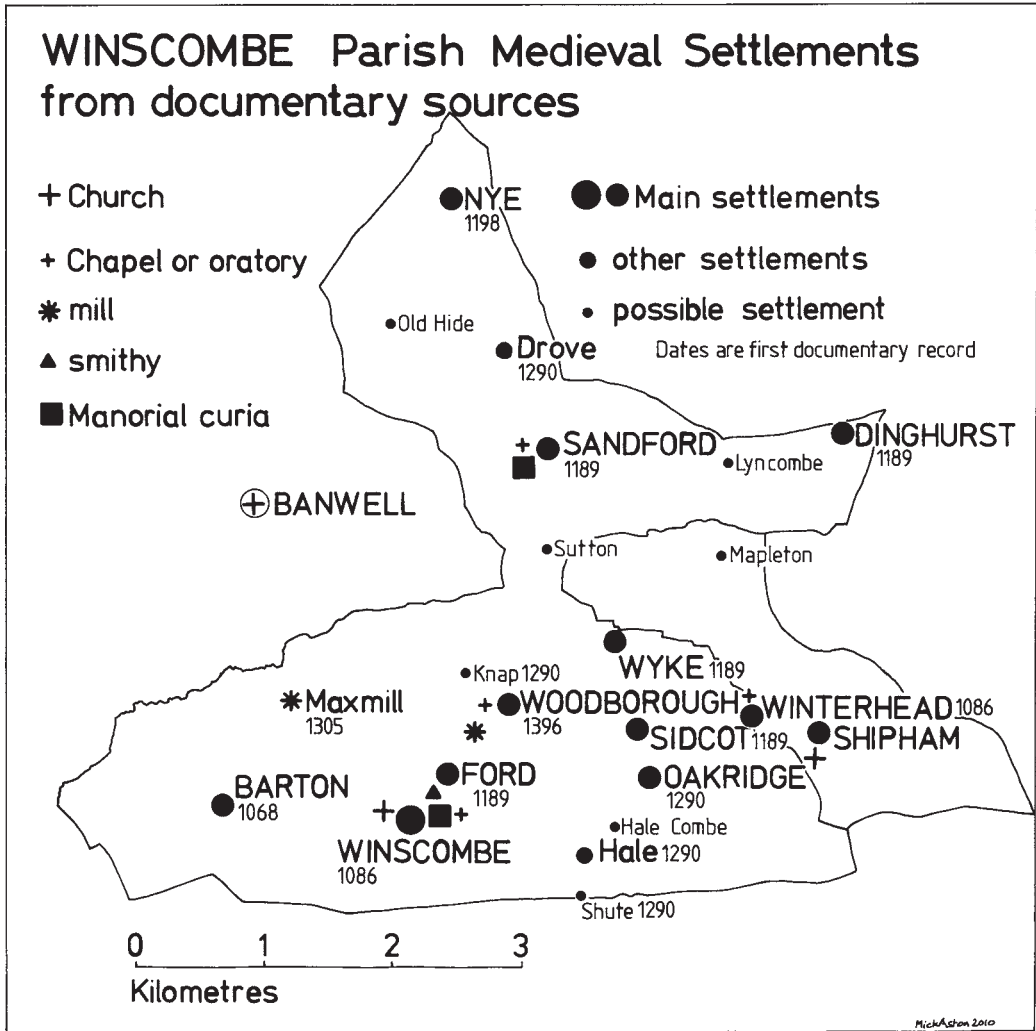 WINSCOMBE Parish Medieval Settlements
from documentary sources
Church
Chapel or oratory
mill
smithy
Manorial curia
Main settlements
other settlements
possible settlement
Dates are first documentary record
NYE
1198
Old Hide
Drove
1290
SANDFORD
1189
DINGHURST
1189
Lyncombe
BANWELL
Sutton
Mapleton
WYKE 1189
Knap 1290
Maxmill
1305
WOODBOROUGH
1396
WINTERHEAD 1086
SIDCOT 1189
SHIPHAM
FORD
1189
OAKRIDGE
1290
BARTON
1068
WINSCOMBE
1086
Hale Combe
Hale 1290
Shute 1290
0 1 2 3
Kilometres
Mick Aston 2010